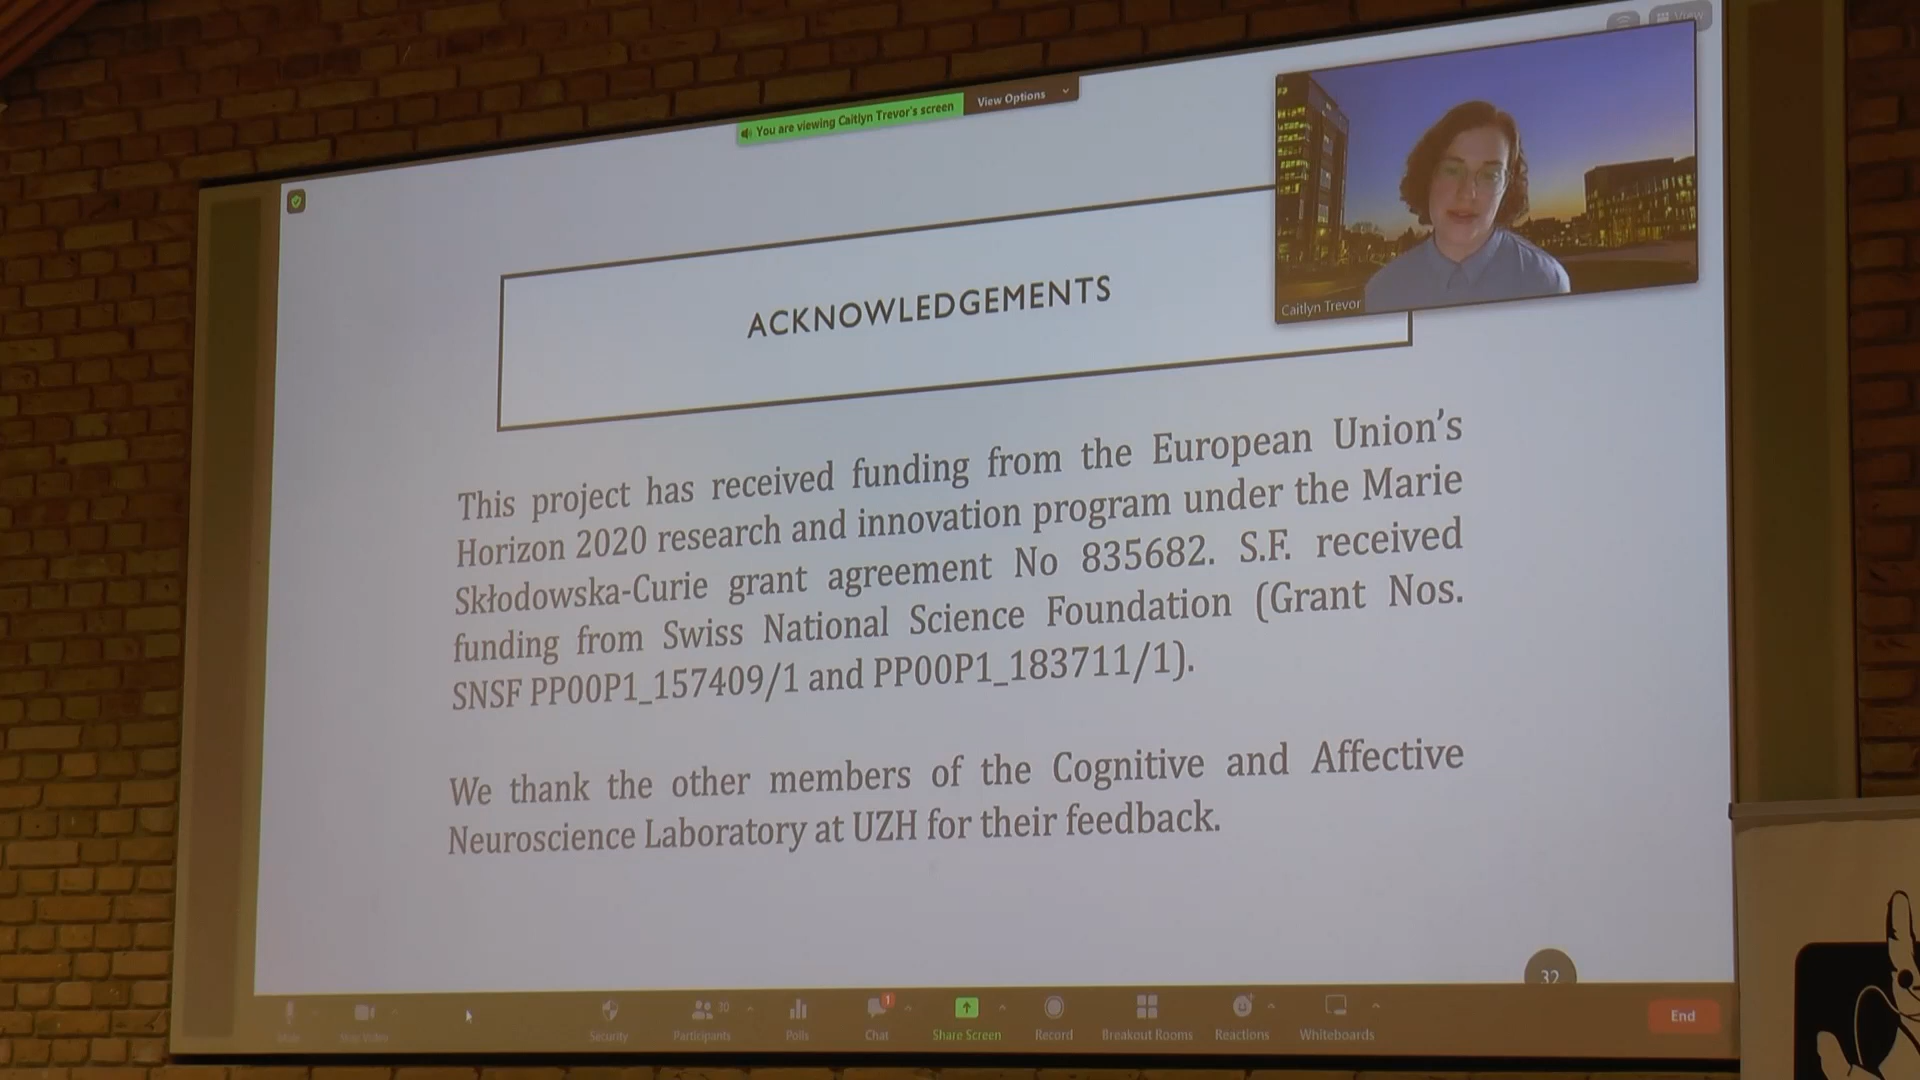 View
You are viewing Caitlyn Trevor's screen
View Options
Caitlyn Trevor
ACKNOWLEDGEMENTS
This project has received funding from the European Union's
Horizon 2020 research and innovation program under the Marie
Skłodowska-Curie grant agreement No 835682. S.F. received
funding from Swiss National Science Foundation (Grant Nos.
SNSF PP00P1_157409/1 and PP00P1_183711/1).
We thank the other members of the Cognitive and Affective
Neuroscience Laboratory at UZH for their feedback.
32
Security
Participants
30
Polls
Chat
1
Share Screen
Record
Breakout Rooms
Reactions
Whiteboards
End